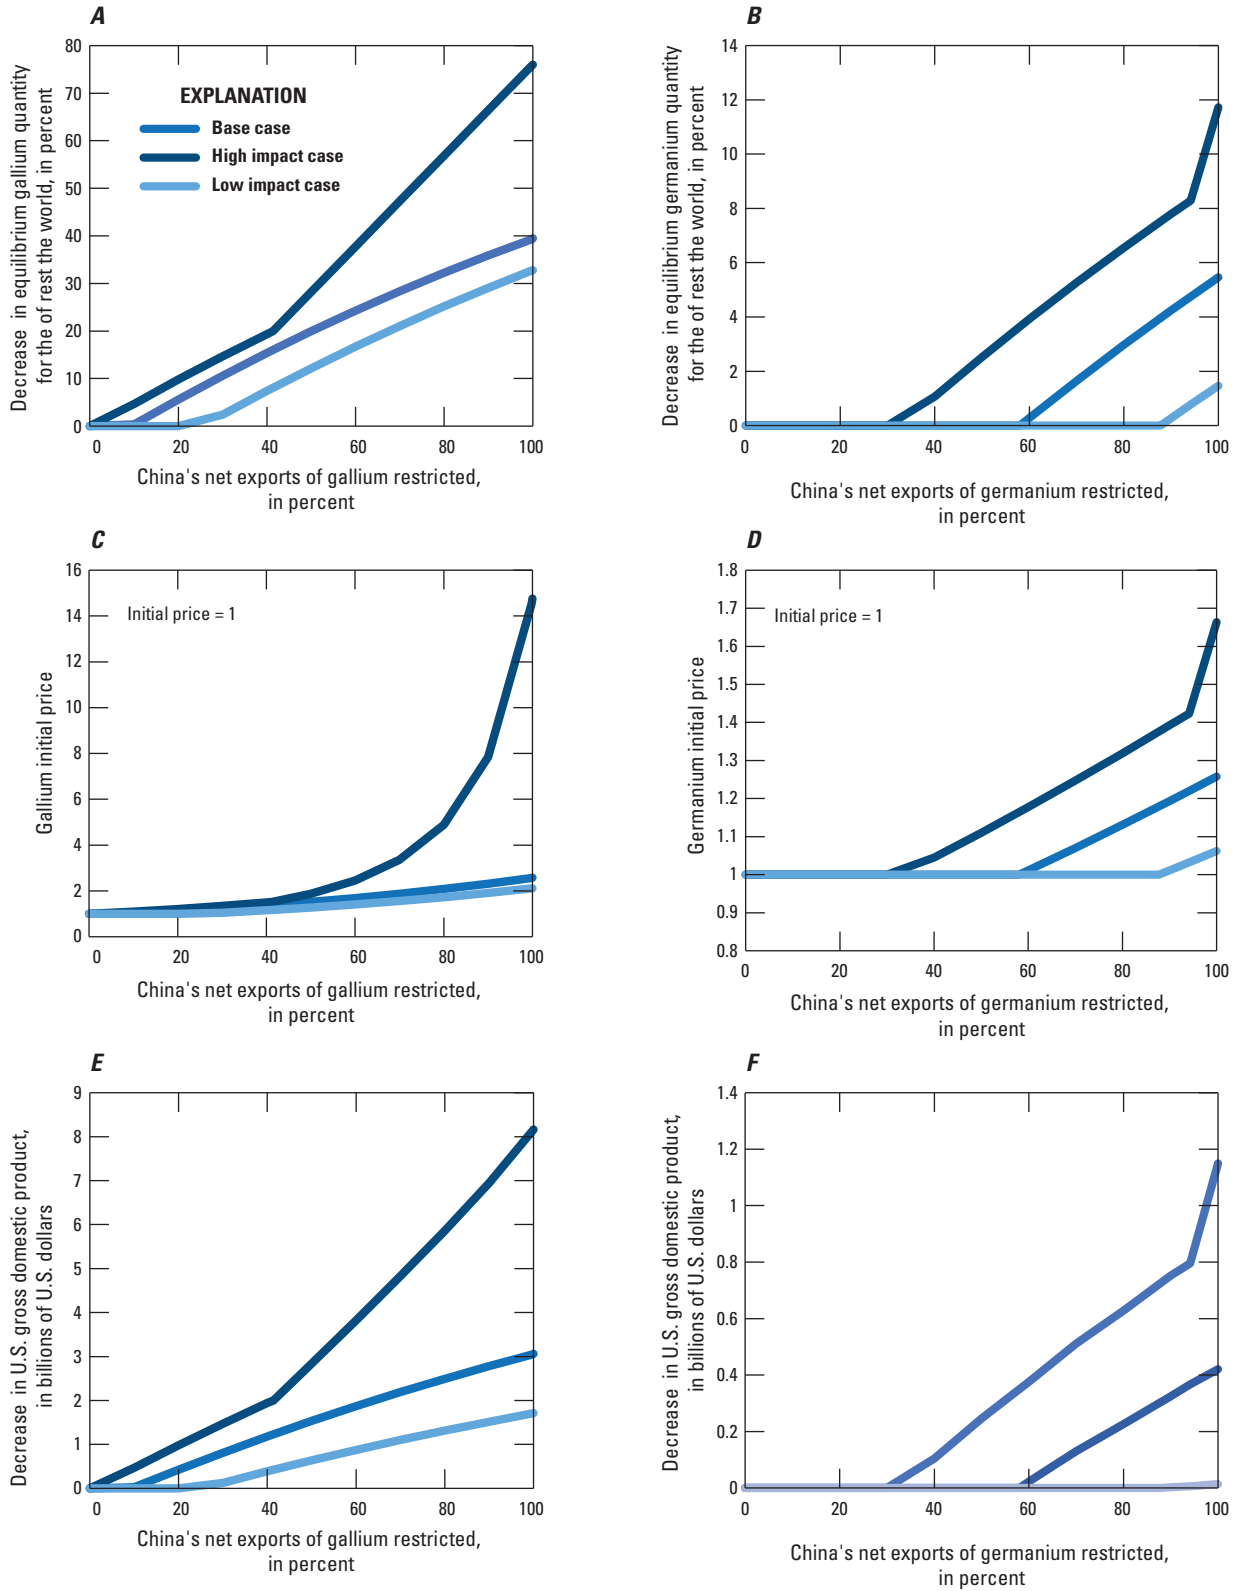 A
Decrease in equilibrium gallium quantity
for the of rest the world, in percent
80
70
60
50
40
30
20
10
0
EXPLANATION
Base case
High impact case
Low impact case
0 20 40 60 80 100
China's net exports of gallium restricted,
in percent
B
Decrease in equilibrium germanium quantity
for the of rest the world, in percent
14
12
10
8
6
4
2
0
0 20 40 60 80 100
China's net exports of germanium restricted,
in percent
C
Gallium initial price
16
14
12
10
8
6
4
2
0
Initial price = 1
0 20 40 60 80 100
China's net exports of gallium restricted,
in percent
D
Germanium initial price
1.8
1.7
1.6
1.5
1.4
1.3
1.2
1.1
1
0.9
0.8
Initial price = 1
0 20 40 60 80 100
China's net exports of germanium restricted,
in percent
E
Decrease in U.S. gross domestic product,
in billions of U.S. dollars
9
8
7
6
5
4
3
2
1
0
0 20 40 60 80 100
China's net exports of gallium restricted,
in percent
F
Decrease in U.S. gross domestic product,
in billions of U.S. dollars
1.4
1.2
1
0.8
0.6
0.4
0.2
0
0 20 40 60 80 100
China's net exports of germanium restricted,
in percent